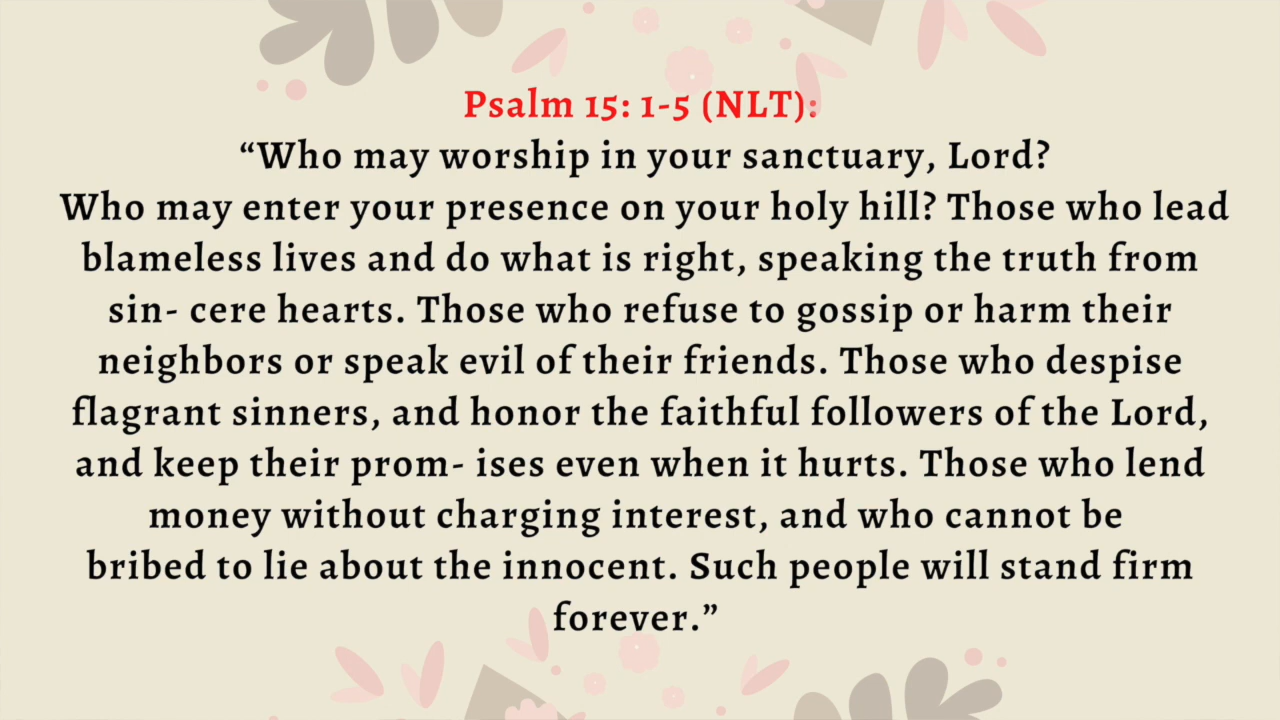 Psalm 15: 1-5 (NLT):
“Who may worship in your sanctuary, Lord?
Who may enter your presence on your holy hill? Those who lead
blameless lives and do what is right, speaking the truth from
sin- cere hearts. Those who refuse to gossip or harm their
neighbors or speak evil of their friends. Those who despise
flagrant sinners, and honor the faithful followers of the Lord,
and keep their prom- ises even when it hurts. Those who lend
money without charging interest, and who cannot be
bribed to lie about the innocent. Such people will stand firm
forever.”